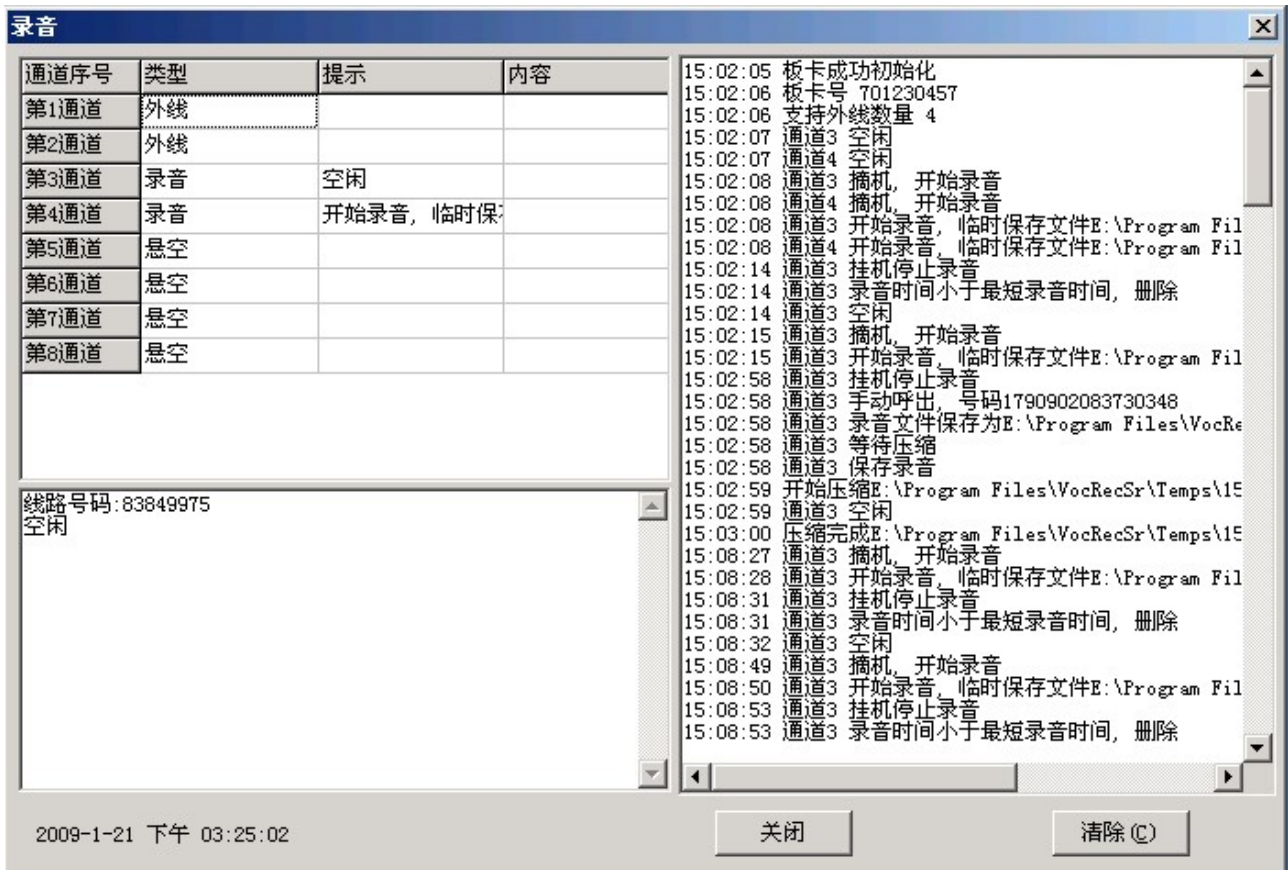 录音
通道序号 类型 提示 内容
第1通道 外线
第2通道 外线
第3通道 录音 空闲
第4通道 录音 开始录音, 临时保
第5通道 悬空
第6通道 悬空
第7通道 悬空
第8通道 悬空
线路号码:83849975
空闲
15:02:05 板卡成功初始化
15:02:06 板卡号 701230457
15:02:06 支持外线数量 4
15:02:07 通道3 空闲
15:02:07 通道4 空闲
15:02:08 通道3 摘机, 开始录音
15:02:08 通道4 摘机, 开始录音
15:02:08 通道3 开始录音, 临时保存文件E:\Program Fil
15:02:08 通道4 开始录音, 临时保存文件E:\Program Fil
15:02:14 通道3 挂机停止录音
15:02:14 通道3 录音时间小于最短录音时间, 删除
15:02:14 通道3 空闲
15:02:15 通道3 摘机, 开始录音
15:02:15 通道3 开始录音, 临时保存文件E:\Program Fil
15:02:58 通道3 挂机停止录音
15:02:58 通道3 手动呼出, 号码1790902083730348
15:02:58 通道3 录音文件保存为E:\Program Files\VocRe
15:02:58 通道3 等待压缩
15:02:58 通道3 保存录音
15:02:59 开始压缩E:\Program Files\VocRecSr\Temps\15
15:02:59 通道3 空闲
15:03:00 压缩完成E:\Program Files\VocRecSr\Temps\15
15:08:27 通道3 摘机, 开始录音
15:08:28 通道3 开始录音, 临时保存文件E:\Program Fil
15:08:31 通道3 挂机停止录音
15:08:31 通道3 录音时间小于最短录音时间, 删除
15:08:32 通道3 空闲
15:08:49 通道3 摘机, 开始录音
15:08:50 通道3 开始录音, 临时保存文件E:\Program Fil
15:08:53 通道3 挂机停止录音
15:08:53 通道3 录音时间小于最短录音时间, 删除
2009-1-21 下午 03:25:02
关闭
清除(C)